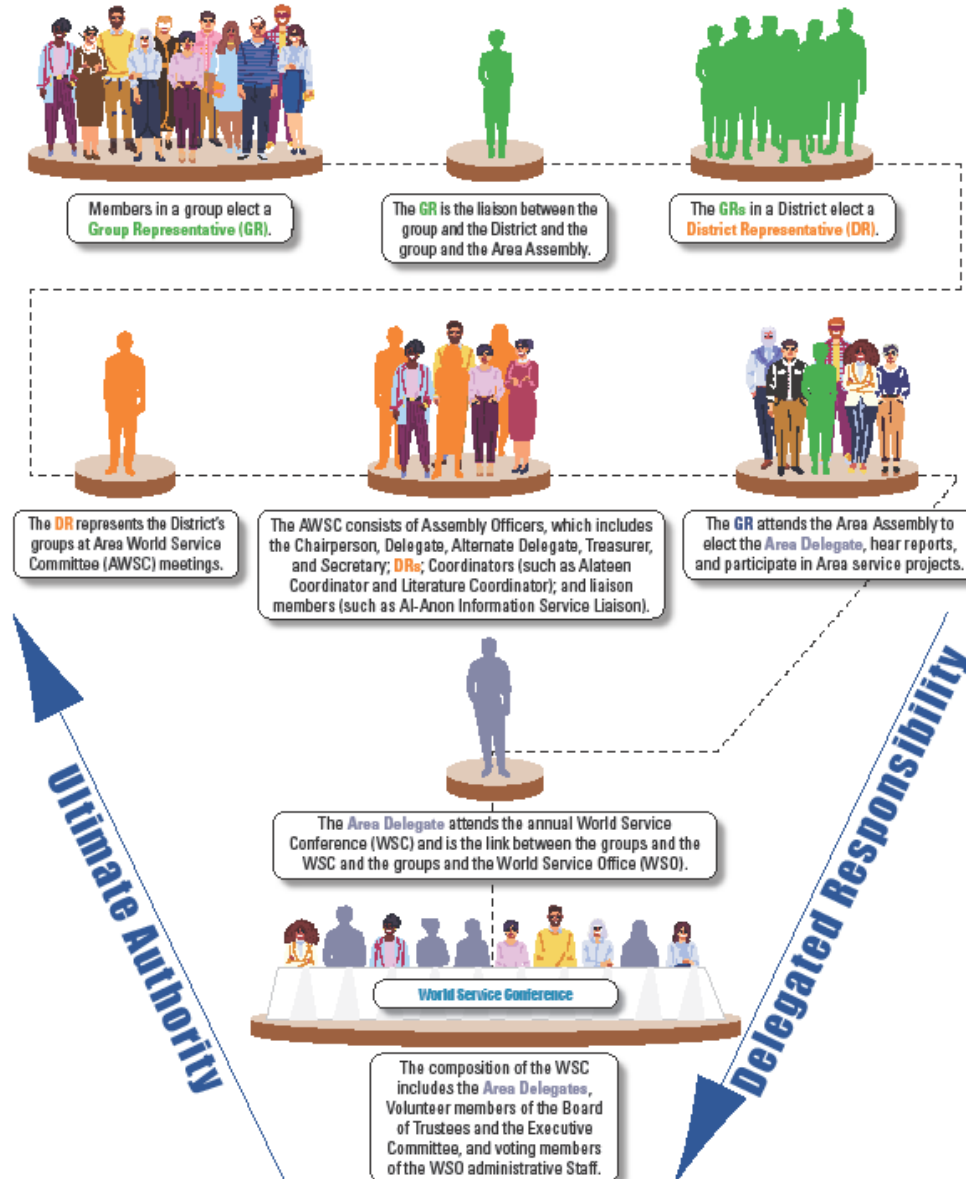 Members in a group elect a
Group Representative (GR).
The GR is the liaison between the
group and the District and the
group and the Area Assembly.
The GRs in a District elect a
District Representative (DR).
The DR represents the District's
groups at Area World Service
Committee (AWSC) meetings.
The AWSC consists of Assembly Officers, which includes
the Chairperson, Delegate, Alternate Delegate, Treasurer,
and Secretary; DRs; Coordinators (such as Alateen
Coordinator and Literature Coordinator); and liaison
members (such as Al-Anon Information Service Liaison).
The GR attends the Area Assembly to
elect the Area Delegate, hear reports,
and participate in Area service projects.
Ultimate Authority
Delegated Responsibility
The Area Delegate attends the annual World Service
Conference (WSC) and is the link between the groups and the
WSC and the groups and the World Service Office (WSO).
World Service Conference
The composition of the WSC
includes the Area Delegates,
Volunteer members of the Board
of Trustees and the Executive
Committee, and voting members
of the WSO administrative Staff.